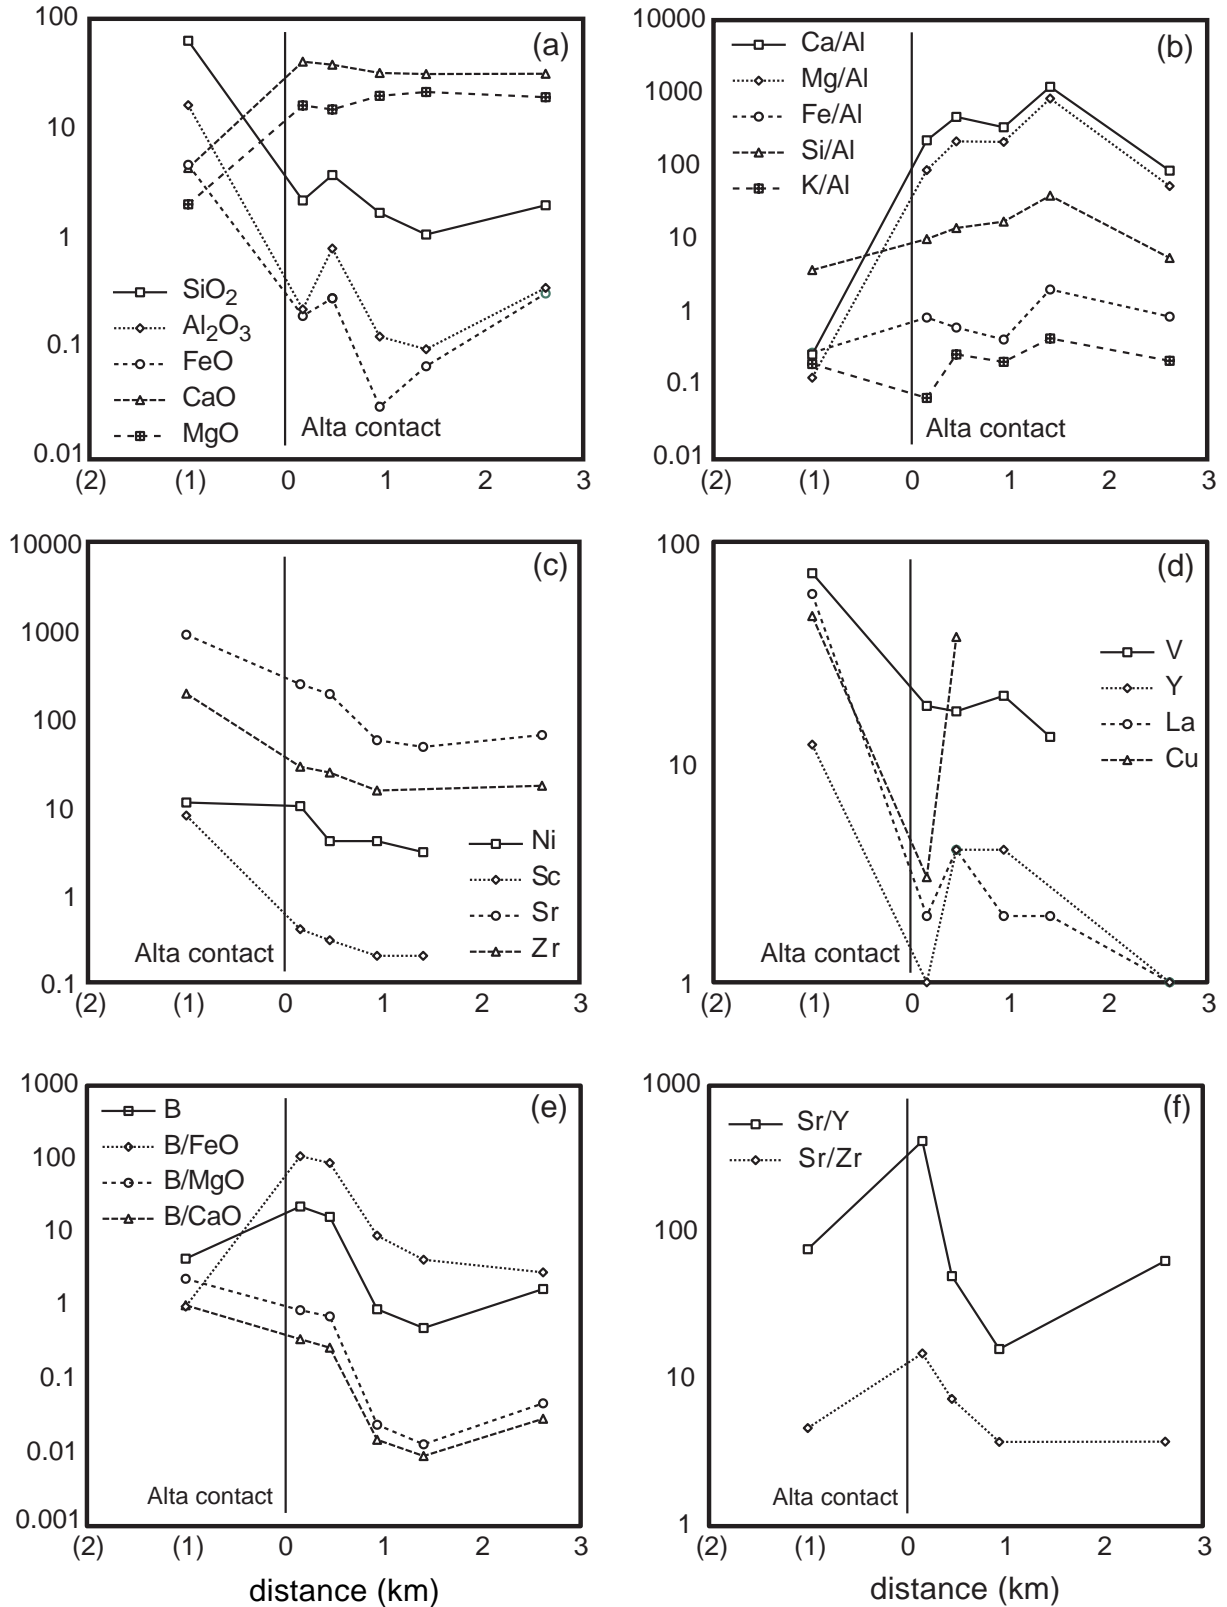 100
10
1
0.1
0.01
(a)
SiO2
Al2O3
FeO
CaO
MgO
Alta contact
(2) (1) 0 1 2 3
10000
1000
100
10
1
0.1
0.01
(b)
Ca/Al
Mg/Al
Fe/Al
Si/Al
K/Al
Alta contact
(2) (1) 0 1 2 3
10000
1000
100
10
1
0.1
(c)
Ni
Sc
Sr
Zr
Alta contact
(2) (1) 0 1 2 3
100
10
1
(d)
V
Y
La
Cu
Alta contact
(2) (1) 0 1 2 3
1000
100
10
1
0.1
0.01
0.001
(e)
B
B/FeO
B/MgO
B/CaO
Alta contact
(2) (1) 0 1 2 3
distance (km)
1000
100
10
1
(f)
Sr/Y
Sr/Zr
Alta contact
(2) (1) 0 1 2 3
distance (km)